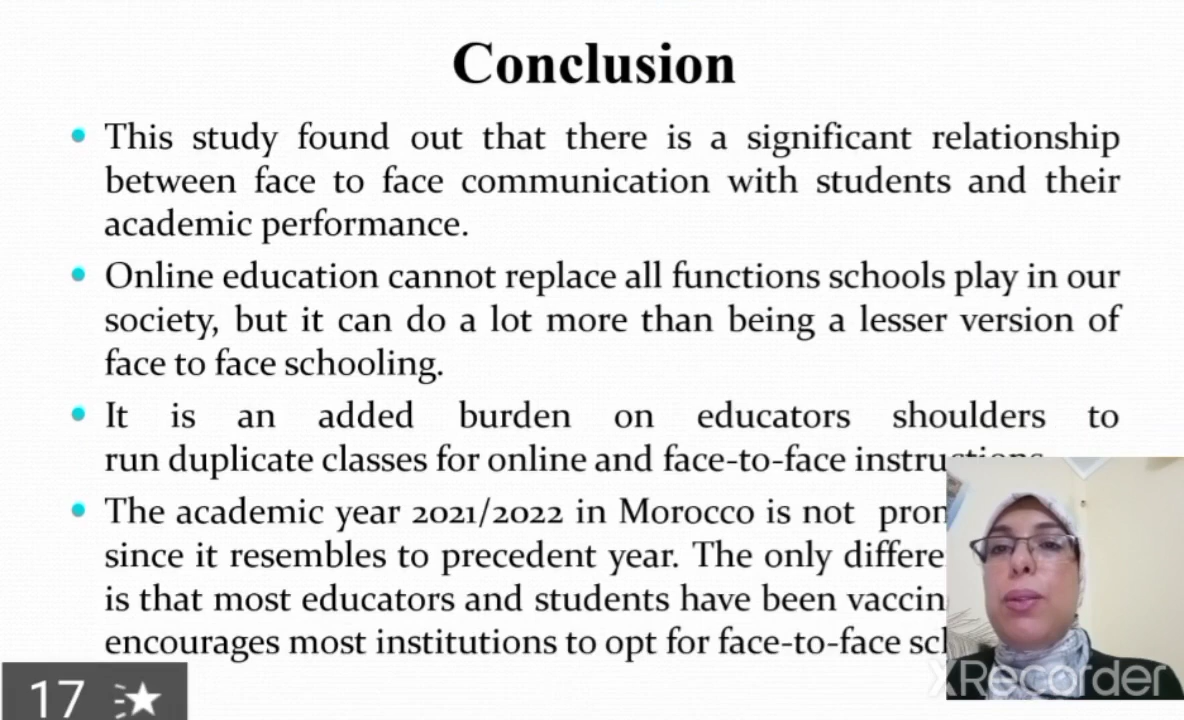 Conclusion
This study found out that there is a significant relationship
between face to face communication with students and their
academic performance.
Online education cannot replace all functions schools play in our
society, but it can do a lot more than being a lesser version of
face to face schooling.
It is an added burden on educators shoulders to
run duplicate classes for online and face-to-face instructions.
The academic year 2021/2022 in Morocco is not
since it resembles to precedent year. The only
is that most educators and students have been
encourages most institutions to opt for face-to-face
17
XRecorder